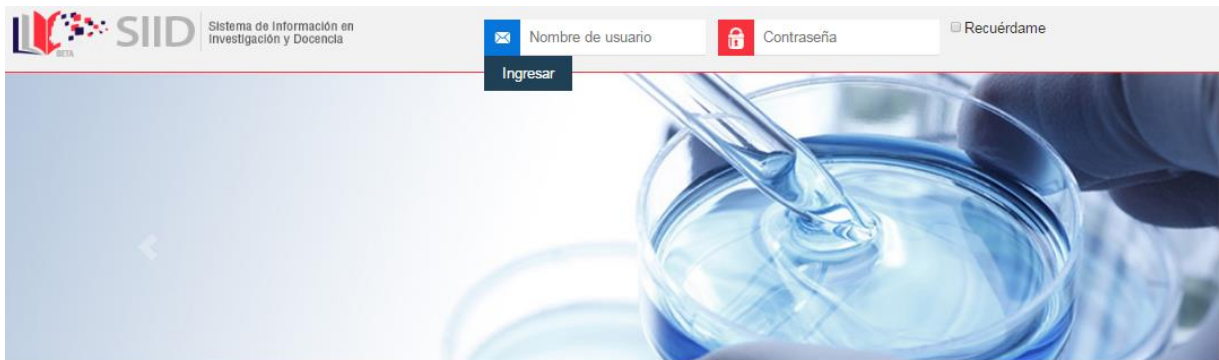 BETA
SIID
Sistema de Información en
Investigación y Docencia
Nombre de usuario
Contraseña
Recuérdame
Ingresar